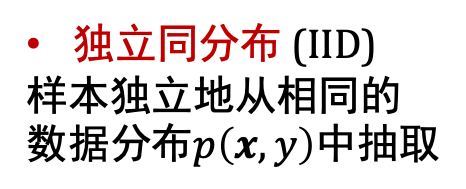 • 独立同分布 (IID)
样本独立地从相同的
数据分布p(x, y)中抽取